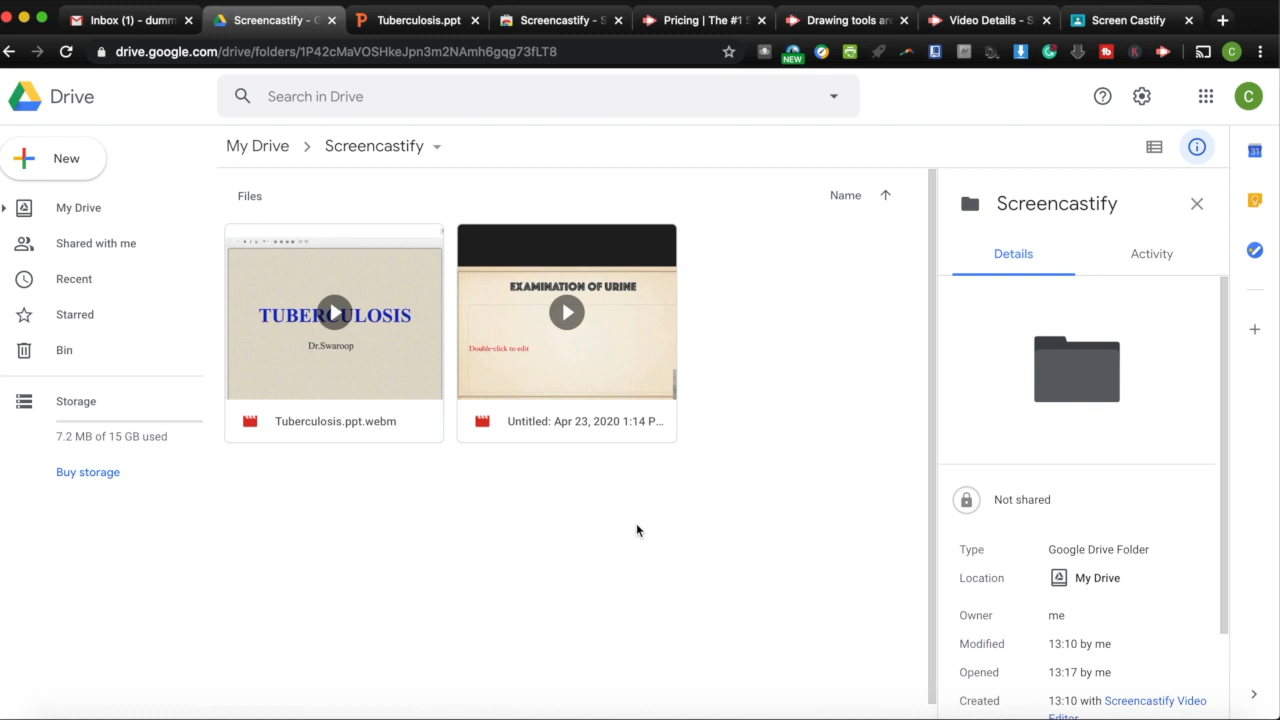 Inbox (1) - dumm
Screencastify - G
Tuberculosis.ppt
Screencastify - S
Pricing | The #1 S
Drawing tools are
Video Details - S
Screen Castify
drive.google.com/drive/folders/1P42cMaVOSHkeJpn3m2NAmh6gqg73fLT8
NEW
C
Drive
Search in Drive
C
My Drive
Screencastify
31
New
My Drive
Shared with me
Recent
Starred
Bin
Storage
7.2 MB of 15 GB used
Buy storage
Files
Name
TUBERCULOSIS
Dr.Swaroop
Tuberculosis.ppt.webm
EXAMINATION OF URINE
Double-click to edit
Untitled: Apr 23, 2020 1:14 P...
Screencastify
Details
Activity
Not shared
Type Google Drive Folder
Location My Drive
Owner me
Modified 13:10 by me
Opened 13:17 by me
Created 13:10 with Screencastify Video
Editor